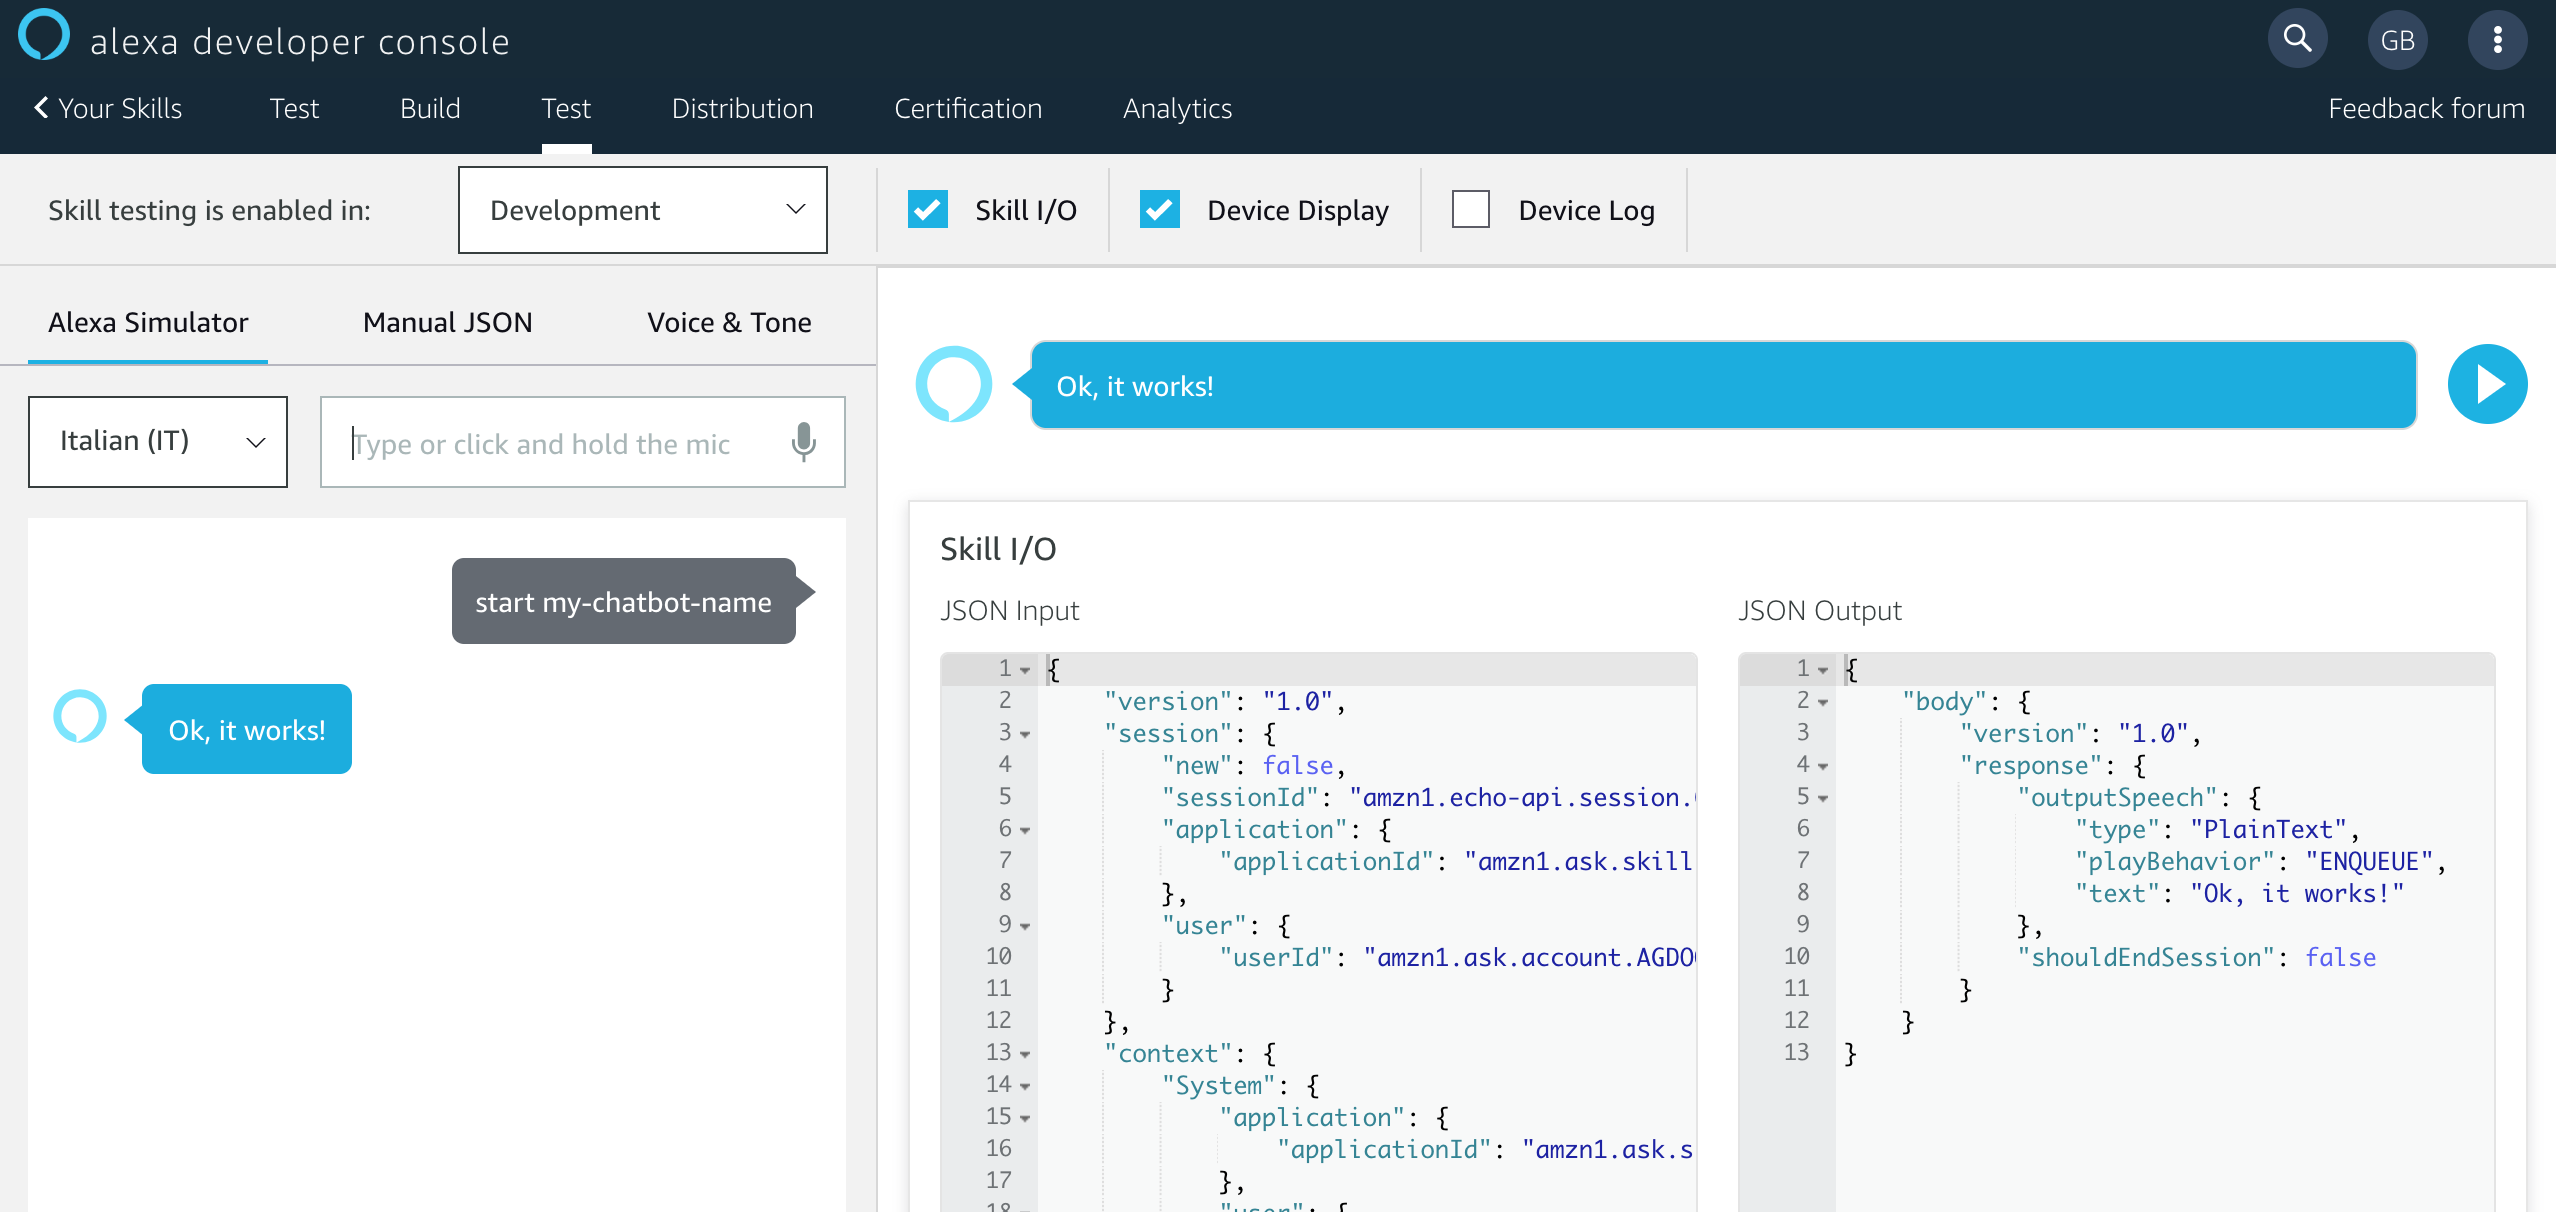 alexa developer console
GB
Your Skills
Test
Build
Test
Distribution
Certification
Analytics
Feedback forum
Skill testing is enabled in:
Development
Skill I/O
Device Display
Device Log
Alexa Simulator
Manual JSON
Voice & Tone
Italian (IT)
Type or click and hold the mic
start my-chatbot-name
Ok, it works!
Ok, it works!
Skill I/O
JSON Input
1 {
2 "version": "1.0",
3 "session": {
4 "new": false,
5 "sessionId": "amzn1.echo-api.session.
6 "application": {
7 "applicationId": "amzn1.ask.skill
8 },
9 "user": {
10 "userId": "amzn1.ask.account.AGDO
11 }
12 },
13 "context": {
14 "System": {
15 "application": {
16 "applicationId": "amzn1.ask.s
17 },
18 "user": {
JSON Output
1 {
2 "body": {
3 "version": "1.0",
4 "response": {
5 "outputSpeech": {
6 "type": "PlainText",
7 "playBehavior": "ENQUEUE",
8 "text": "Ok, it works!"
9 },
10 "shouldEndSession": false
11 }
12 }
13 }